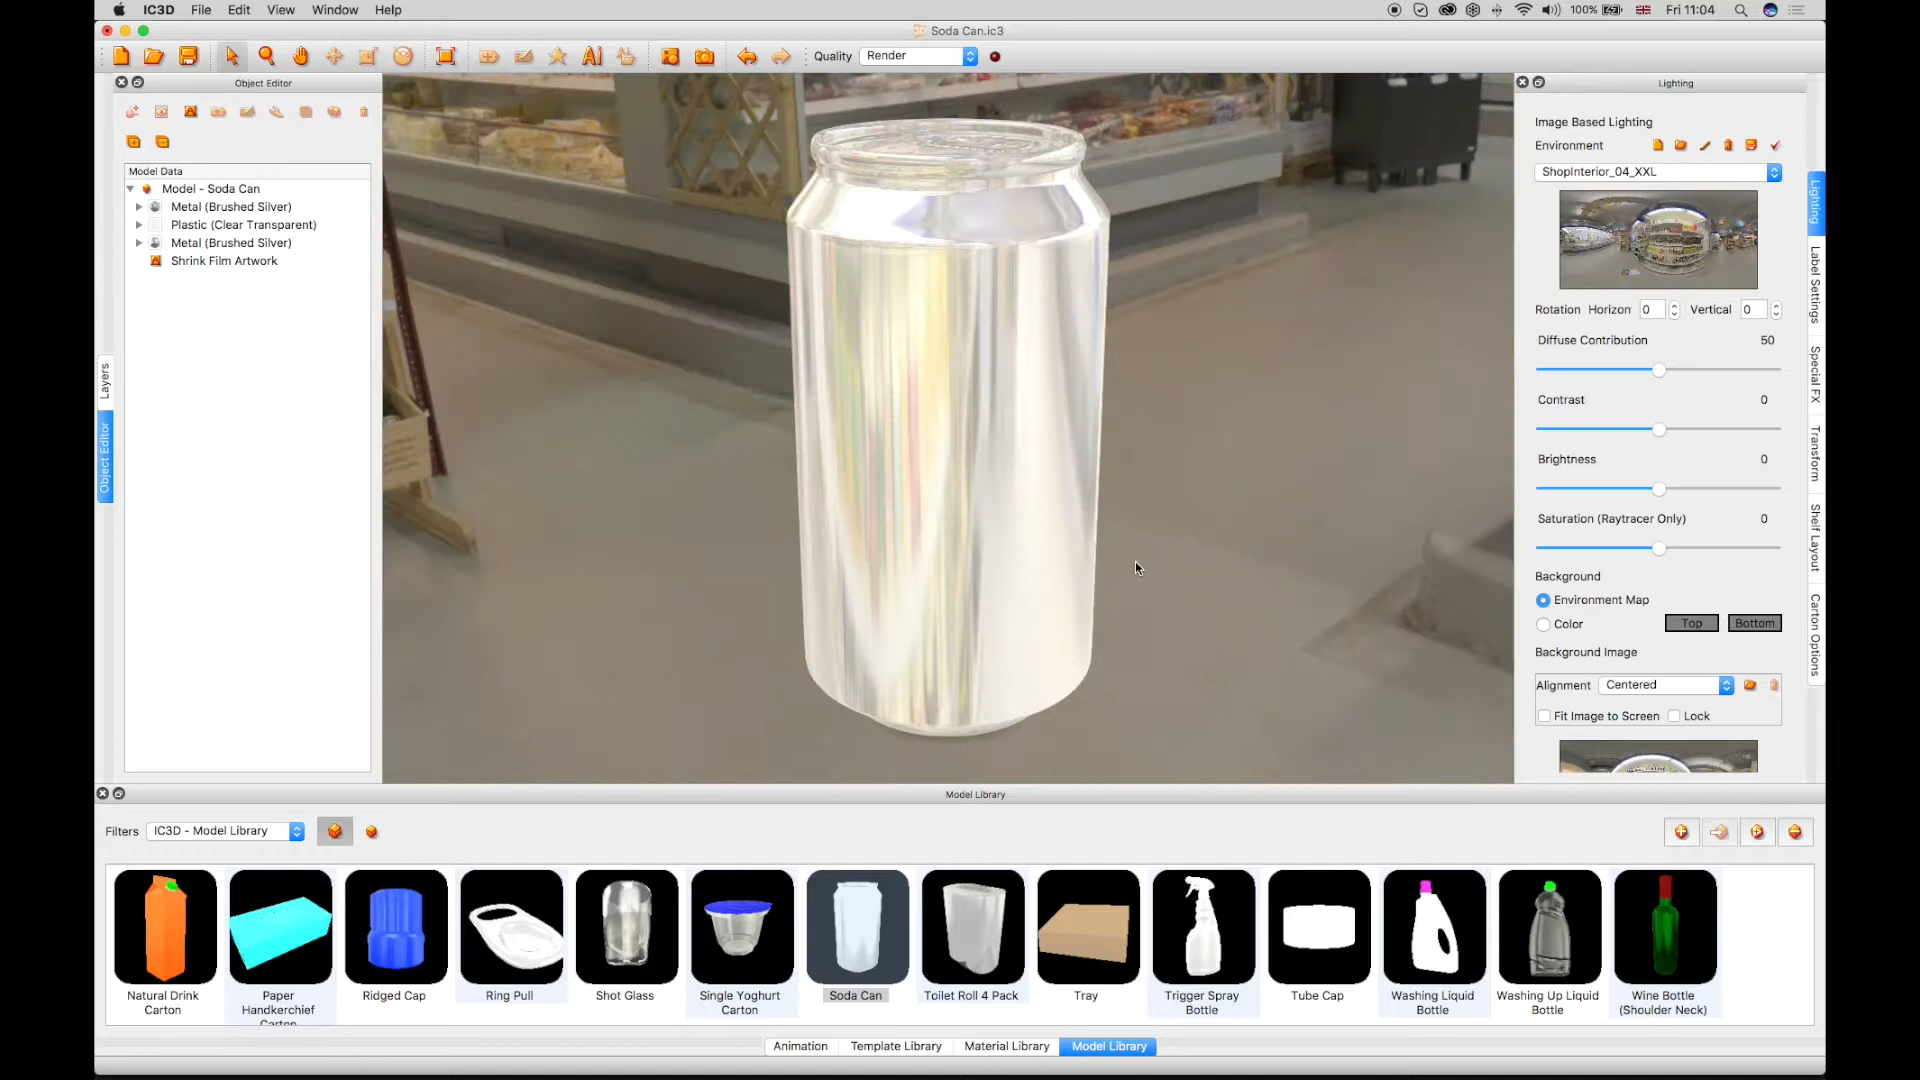 IC3D File Edit View Window Help
100% Fri 11:04
Soda Can.ic3
Ai Quality Render
Object Editor
Model Data
Model - Soda Can
Metal (Brushed Silver)
Plastic (Clear Transparent)
Metal (Brushed Silver)
Shrink Film Artwork
Layers
Object Editor
Lighting
Image Based Lighting
Environment
ShopInterior_04_XXL
Rotation Horizon 0 Vertical 0
Diffuse Contribution 50
Contrast 0
Brightness 0
Saturation (Raytracer Only) 0
Background
Environment Map
Color Top Bottom
Background Image
Alignment Centered
Fit Image to Screen Lock
Lighting
Label Settings
Special FX
Transform
Shelf Layout
Carton Options
Model Library
Filters IC3D - Model Library
Natural Drink
Carton
Paper
Handkerchief
Carton
Ridged Cap
Ring Pull
Shot Glass
Single Yoghurt
Carton
Soda Can
Toilet Roll 4 Pack
Tray
Trigger Spray
Bottle
Tube Cap
Washing Liquid
Bottle
Washing Up Liquid
Bottle
Wine Bottle
(Shoulder Neck)
Animation Template Library Material Library Model Library